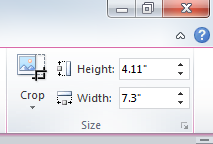 Height: 4.11"
Crop
Width: 7.3"
Size